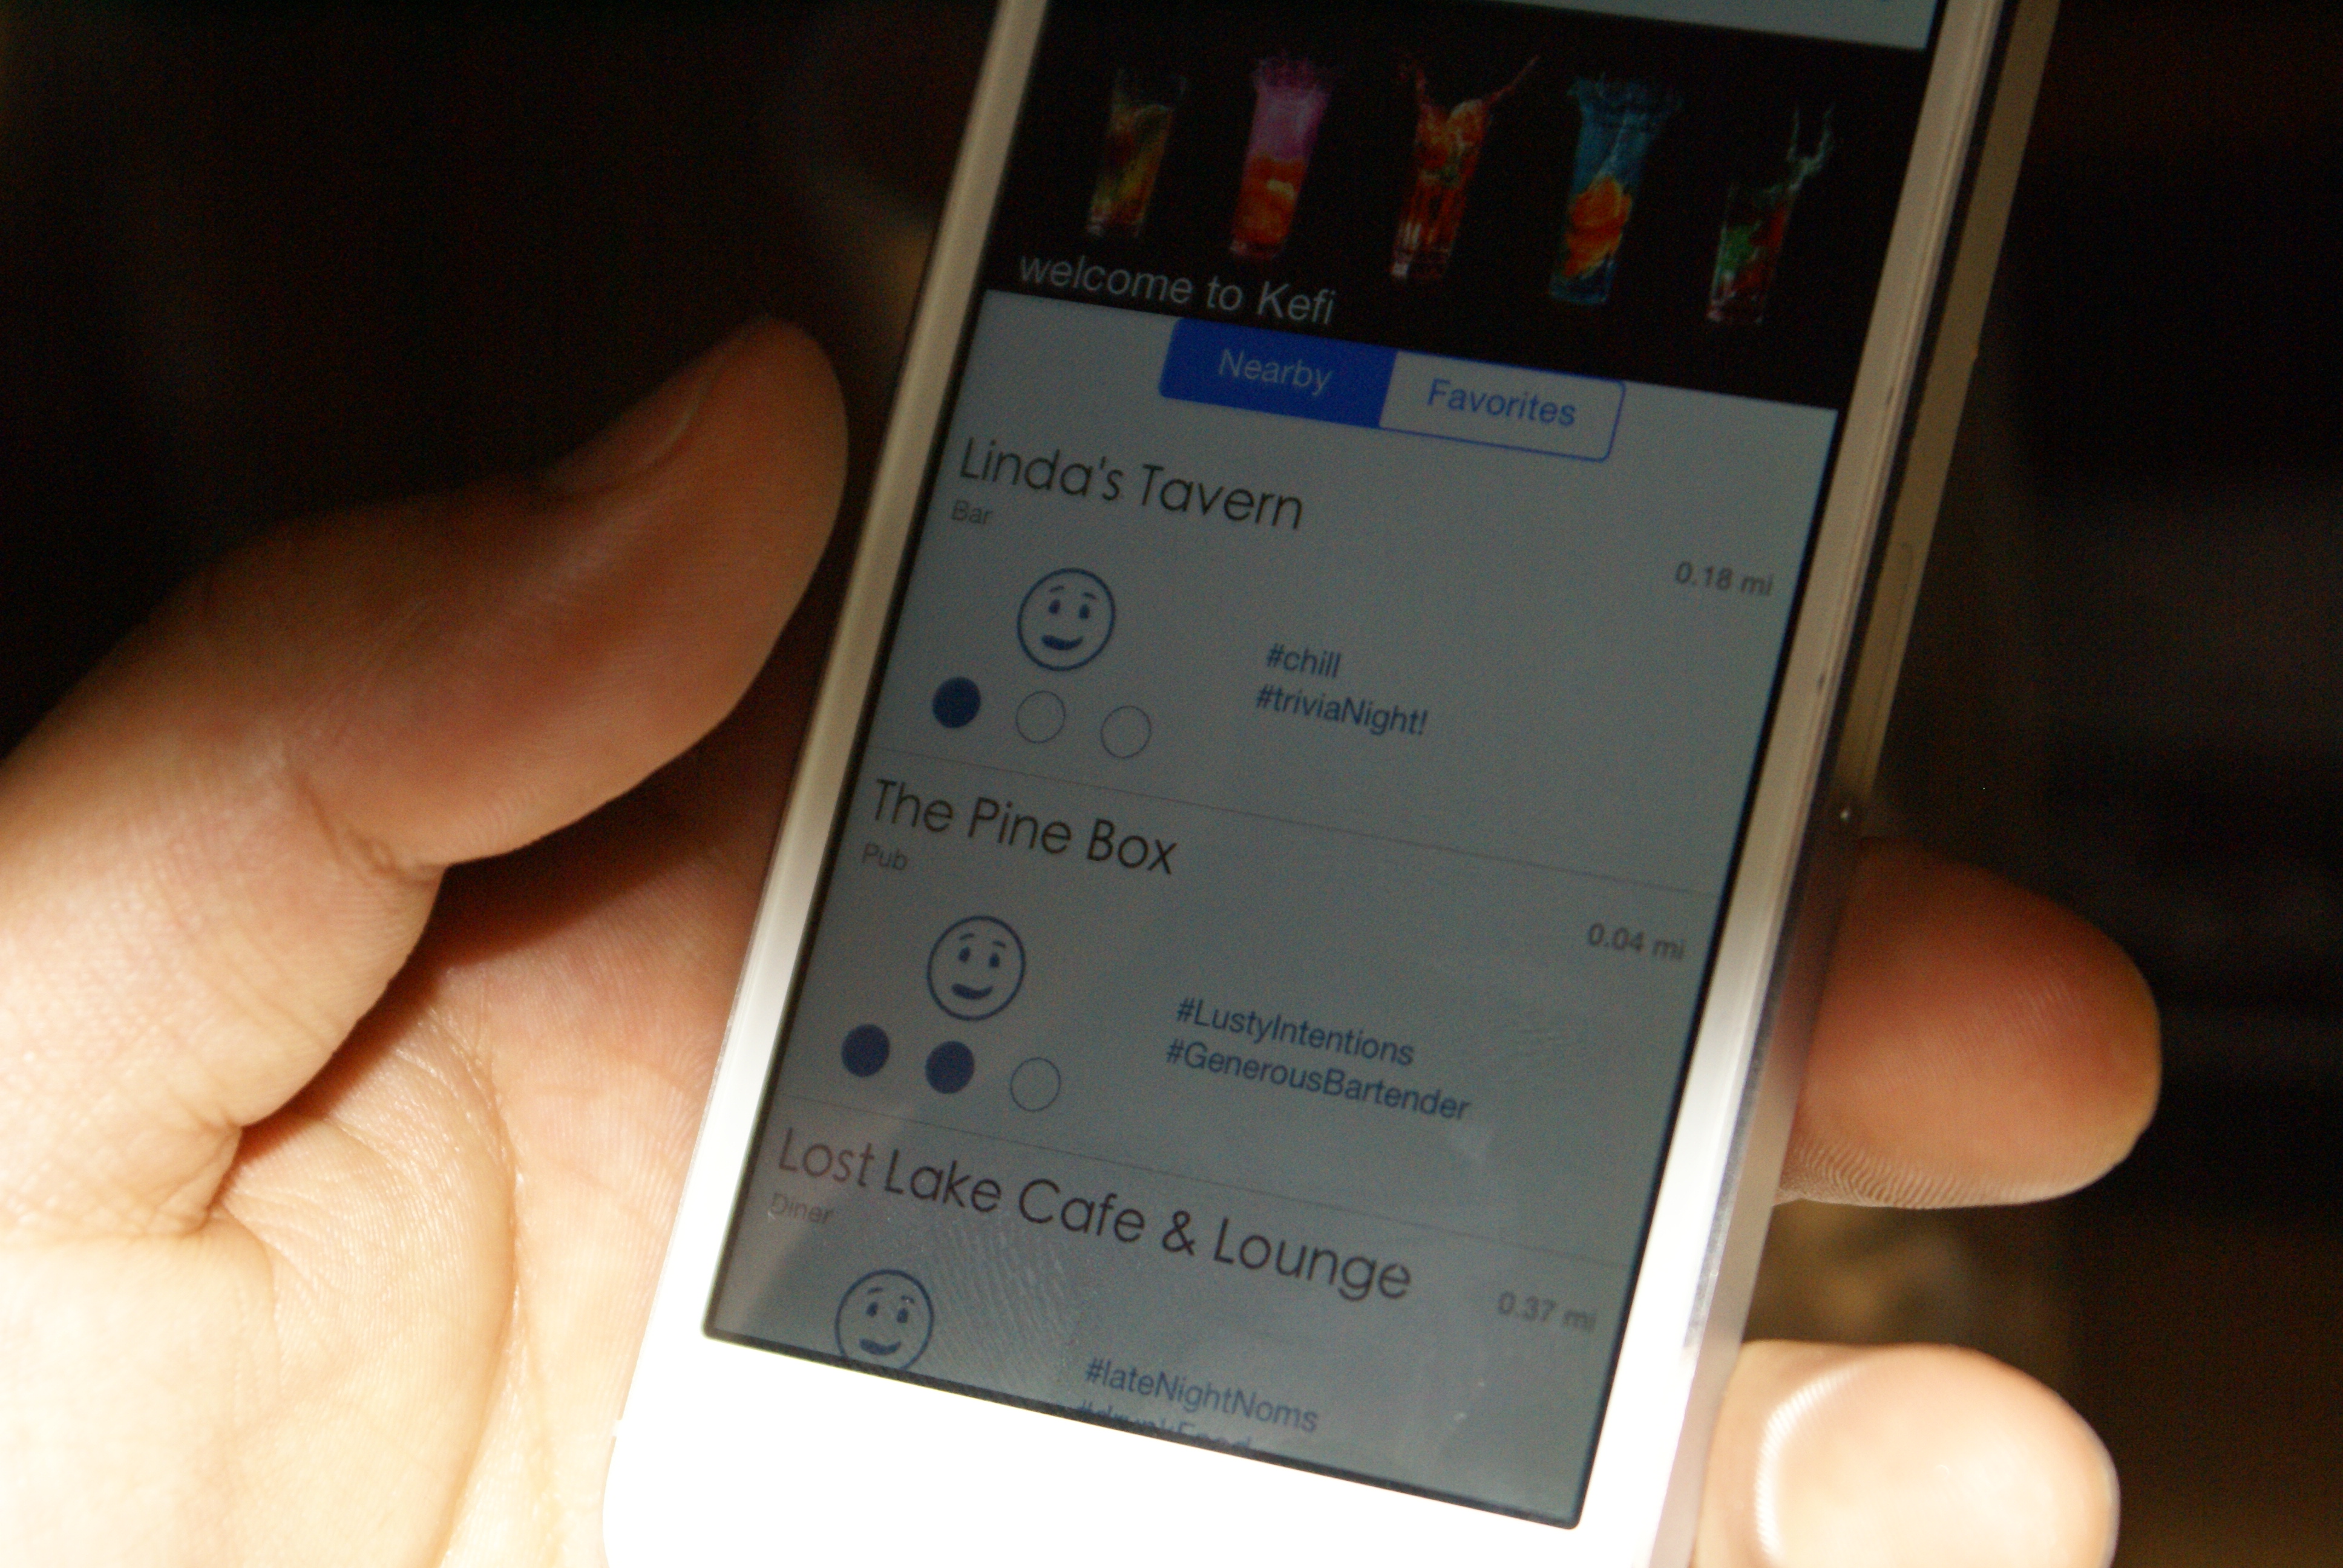 welcome to Kefi
Nearby
Favorites
Linda's Tavern
Bar
0.18 mi
#chill
#triviaNight!
The Pine Box
Pub
0.04 mi
#LustyIntentions
#GenerousBartender
Lost Lake Cafe & Lounge
Diner
0.37 mi
#lateNightNoms